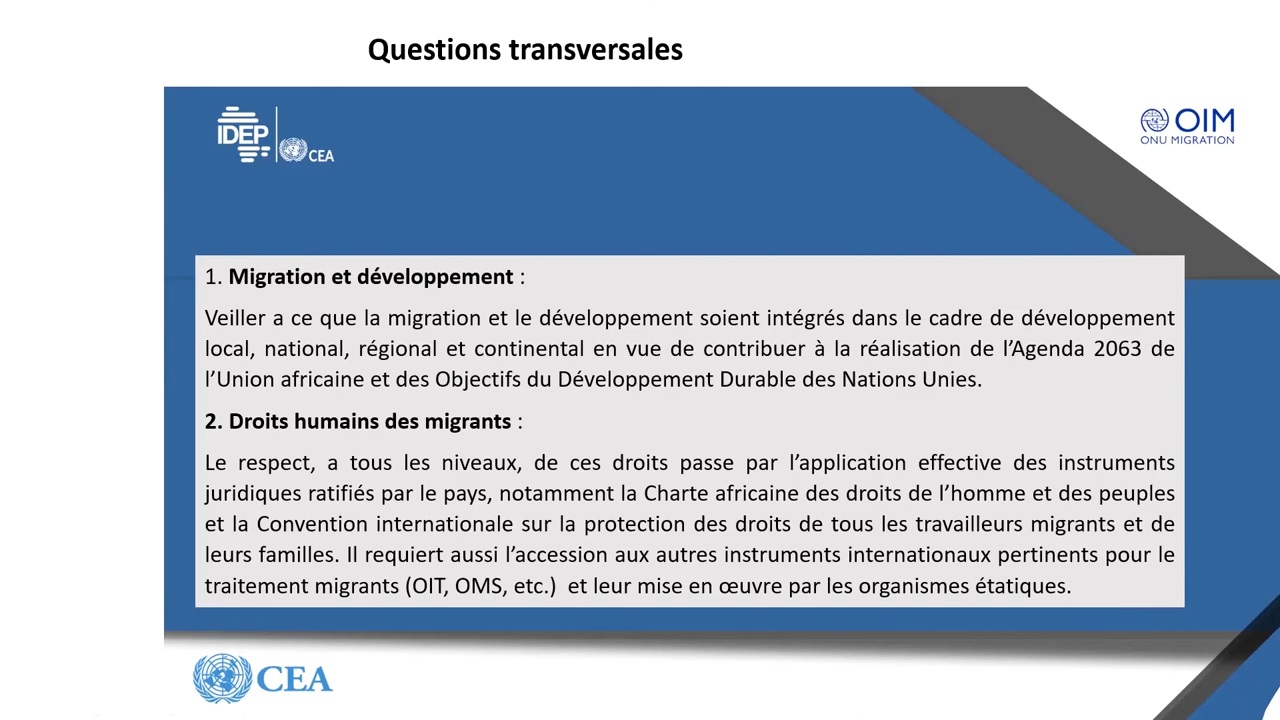 Questions transversales
IDEP
CEA
OIM
ONU MIGRATION
1. Migration et développement :
Veiller a ce que la migration et le développement soient intégrés dans le cadre de développement
local, national, régional et continental en vue de contribuer à la réalisation de l’Agenda 2063 de
l’Union africaine et des Objectifs du Développement Durable des Nations Unies.
2. Droits humains des migrants :
Le respect, a tous les niveaux, de ces droits passe par l’application effective des instruments
juridiques ratifiés par le pays, notamment la Charte africaine des droits de l’homme et des peuples
et la Convention internationale sur la protection des droits de tous les travailleurs migrants et de
leurs familles. Il requiert aussi l’accession aux autres instruments internationaux pertinents pour le
traitement migrants (OIT, OMS, etc.) et leur mise en œuvre par les organismes étatiques.
CEA